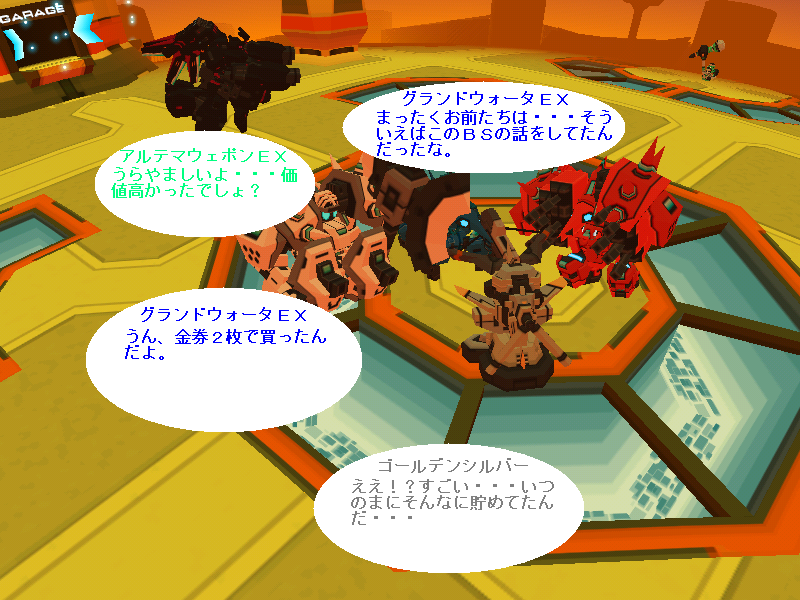 GARAGE
グランドウォータＥＸ
まったくお前たちは・・・そう
いえばこのＢＳの話をしてたん
だったな。
アルテマウェポンＥＸ
うらやましいよ・・・価
値高かったでしょ？
グランドウォータＥＸ
うん、金券２枚で買ったん
だよ。
ゴールデンシルバー
ええ！？すごい・・・いつ
のまにそんなに貯めてたん
だ・・・